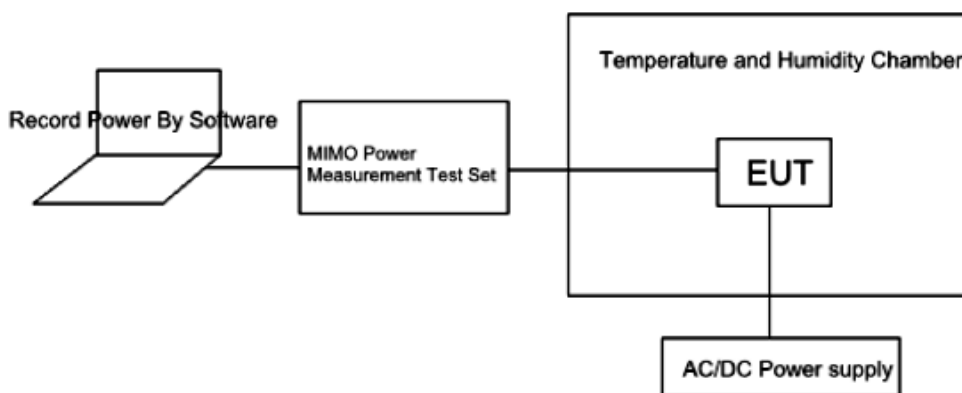 Temperature and Humidity Chamber
Record Power By Software
MIMO Power
Measurement Test Set
EUT
AC/DC Power supply